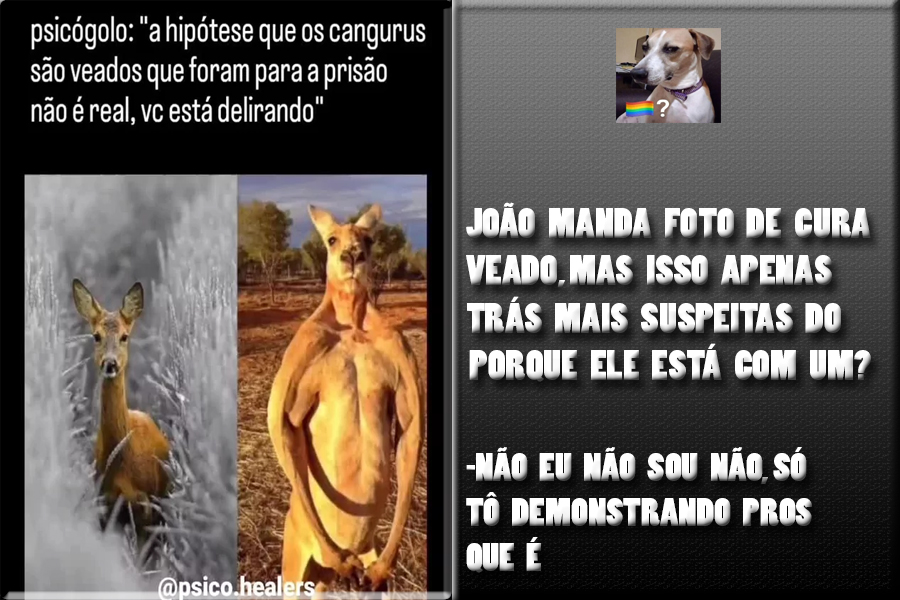 psicógolo: "a hipótese que os cangurus
são veados que foram para a prisão
não é real, vc está delirando"
@psico.healers
?
JOÃO MANDA FOTO DE CURA
VEADO, MAS ISSO APENAS
TRÁS MAIS SUSPEITAS DO
PORQUE ELE ESTÁ COM UM?
-NÃO EU NÃO SOU NÃO, SÓ
TÔ DEMONSTRANDO PROS
QUE É